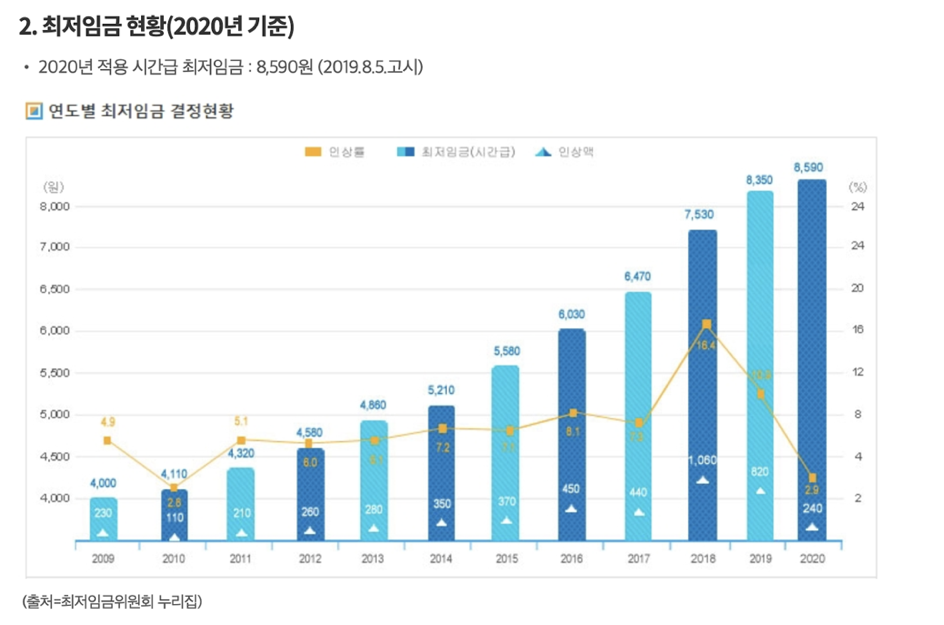 2. 최저임금 현황(2020년 기준)
• 2020년 적용 시간급 최저임금 : 8,590원 (2019.8.5.고시)
연도별 최저임금 결정현황
인상률 최저임금(시간급) 인상액
(원) (%)
8,000 7,000 6,500 6,000 5,500 5,000 4,500 4,000
4,000 4,110 4,320 4,580 4,860 5,210 5,580 6,030 6,470 7,530 8,350 8,590
4.9 2.8 5.1 6.0 7.2 8.1 16.4 2.9
230 110 210 260 280 350 370 450 440 1,060 820 240
24 24 20 16 12 8 4 2
2009 2010 2011 2012 2013 2014 2015 2016 2017 2018 2019 2020
(출처=최저임금위원회 누리집)